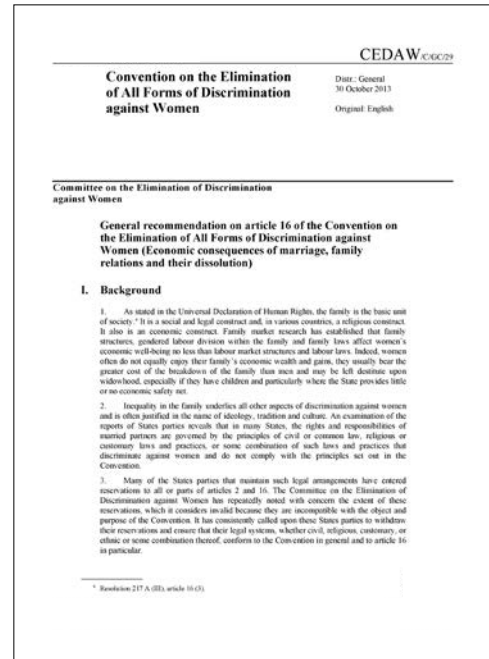 CEDAW/C/GC/29
Convention on the Elimination
of All Forms of Discrimination
against Women
Distr.: General
30 October 2013
Original: English
Committee on the Elimination of Discrimination
against Women
General recommendation on article 16 of the Convention on
the Elimination of All Forms of Discrimination against
Women (Economic consequences of marriage, family
relations and their dissolution)
I. Background
1. As stated in the Universal Declaration of Human Rights, the family is the basic unit
of society.* It is a social and legal construct and, in various countries, a religious construct.
It also is an economic construct. Family market research has established that family
structures, gendered labour division within the family and family laws affect women's
economic well-being no less than labour market structures and labour laws. Indeed, women
often do not equally enjoy their family's economic wealth and gains, they usually bear the
greater cost of the breakdown of the family than men and may be left destitute upon
widowhood, especially if they have children and particularly where the State provides little
or no economic safety net.
2. Inequality in the family underlies all other aspects of discrimination against women
and is often justified in the name of ideology, tradition and culture. An examination of the
reports of States parties reveals that in many States, the rights and responsibilities of
married partners are governed by the principles of civil or common law, religious or
customary laws and practices, or some combination of such laws and practices that
discriminate against women and do not comply with the principles set out in the
Convention.
3. Many of the States parties that maintain such legal arrangements have entered
reservations to all or parts of articles 2 and 16. The Committee on the Elimination of
Discrimination against Women has repeatedly noted with concern the extent of these
reservations, which it considers invalid because they are incompatible with the object and
purpose of the Convention. It has consistently called upon these States parties to withdraw
their reservations and ensure that their legal systems, whether civil, religious, customary, or
ethnic or some combination thereof, conform to the Convention in general and to article 16
in particular.
* Resolution 217 A (III), article 16 (3).